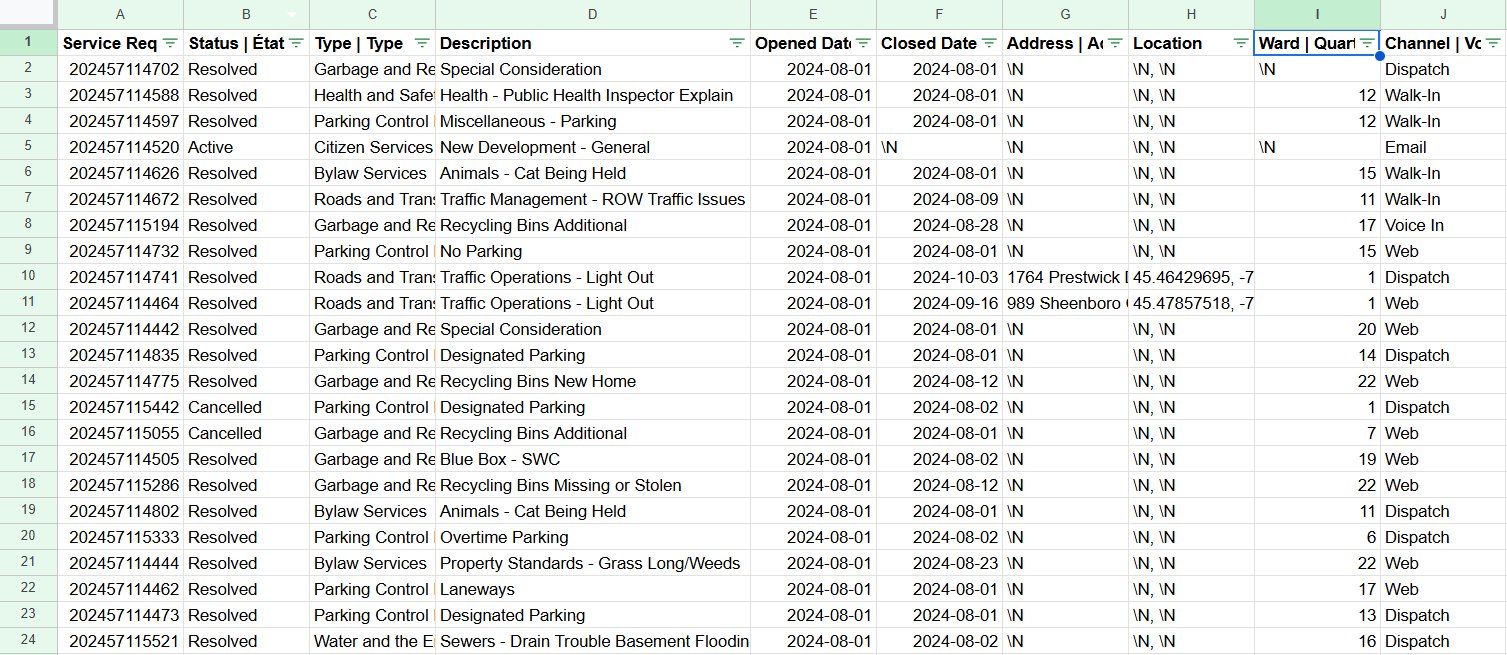 A B C D E F G H I J
1 Service Req Status | État Type | Type Description Opened Date Closed Date Address | Ad Location Ward | Quart Channel | Vo
2 202457114702 Resolved Garbage and Re Special Consideration 2024-08-01 2024-08-01 \N \N, \N \N Dispatch
3 202457114588 Resolved Health and Safet Health - Public Health Inspector Explain 2024-08-01 2024-08-01 \N \N, \N 12 Walk-In
4 202457114597 Resolved Parking Control Miscellaneous - Parking 2024-08-01 2024-08-01 \N \N, \N 12 Walk-In
5 202457114520 Active Citizen Services New Development - General 2024-08-01 \N \N \N, \N \N Email
6 202457114626 Resolved Bylaw Services Animals - Cat Being Held 2024-08-01 2024-08-01 \N \N, \N 15 Walk-In
7 202457114672 Resolved Roads and Trans Traffic Management - ROW Traffic Issues 2024-08-01 2024-08-09 \N \N, \N 11 Walk-In
8 202457115194 Resolved Garbage and Re Recycling Bins Additional 2024-08-01 2024-08-28 \N \N, \N 17 Voice In
9 202457114732 Resolved Parking Control No Parking 2024-08-01 2024-08-01 \N \N, \N 15 Web
10 202457114741 Resolved Roads and Trans Traffic Operations - Light Out 2024-08-01 2024-10-03 1764 Prestwick D 45.46429695, -7 1 Dispatch
11 202457114464 Resolved Roads and Trans Traffic Operations - Light Out 2024-08-01 2024-09-16 989 Sheenboro 45.47857518, -7 1 Web
12 202457114442 Resolved Garbage and Re Special Consideration 2024-08-01 2024-08-01 \N \N, \N 20 Web
13 202457114835 Resolved Parking Control Designated Parking 2024-08-01 2024-08-01 \N \N, \N 14 Dispatch
14 202457114775 Resolved Garbage and Re Recycling Bins New Home 2024-08-01 2024-08-12 \N \N, \N 22 Web
15 202457115442 Cancelled Parking Control Designated Parking 2024-08-01 2024-08-02 \N \N, \N 1 Dispatch
16 202457115055 Cancelled Garbage and Re Recycling Bins Additional 2024-08-01 2024-08-01 \N \N, \N 7 Web
17 202457114505 Resolved Garbage and Re Blue Box - SWC 2024-08-01 2024-08-02 \N \N, \N 19 Web
18 202457115286 Resolved Garbage and Re Recycling Bins Missing or Stolen 2024-08-01 2024-08-12 \N \N, \N 22 Web
19 202457114802 Resolved Bylaw Services Animals - Cat Being Held 2024-08-01 2024-08-01 \N \N, \N 11 Dispatch
20 202457115333 Resolved Parking Control Overtime Parking 2024-08-01 2024-08-02 \N \N, \N 6 Dispatch
21 202457114444 Resolved Bylaw Services Property Standards - Grass Long/Weeds 2024-08-01 2024-08-23 \N \N, \N 22 Web
22 202457114462 Resolved Parking Control Laneways 2024-08-01 2024-08-01 \N \N, \N 17 Web
23 202457114473 Resolved Parking Control Designated Parking 2024-08-01 2024-08-01 \N \N, \N 13 Dispatch
24 202457115521 Resolved Water and the E Sewers - Drain Trouble Basement Floodin 2024-08-01 2024-08-02 \N \N, \N 16 Dispatch